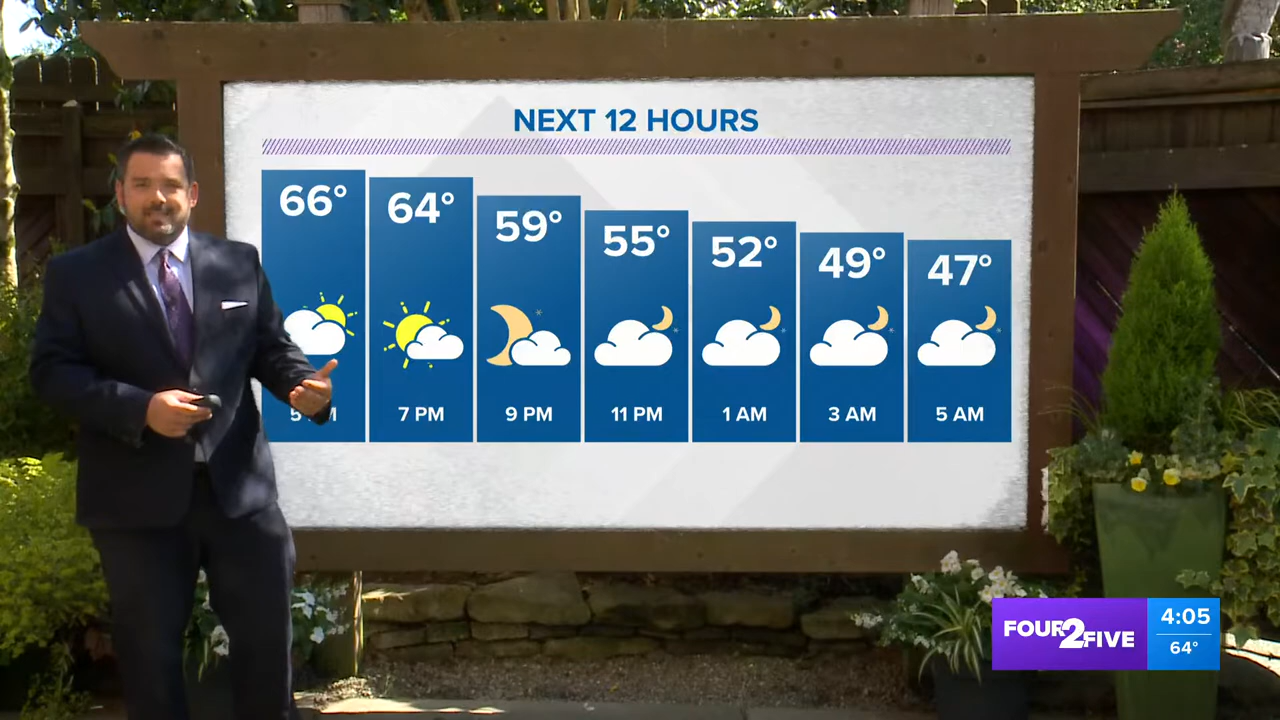 NEXT 12 HOURS
66° 64° 59° 55° 52° 49° 47°
7 PM 9 PM 11 PM 1 AM 3 AM 5 AM
FOUR2FIVE
4:05
64°